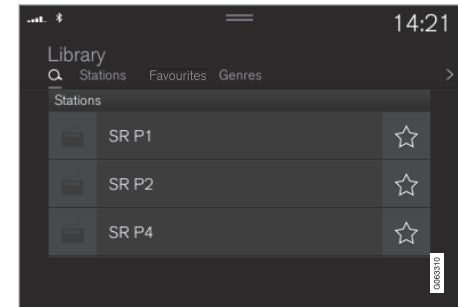 14:21
Library
Stations Favourites Genres
Stations
SR P1
SR P2
SR P4
G063310